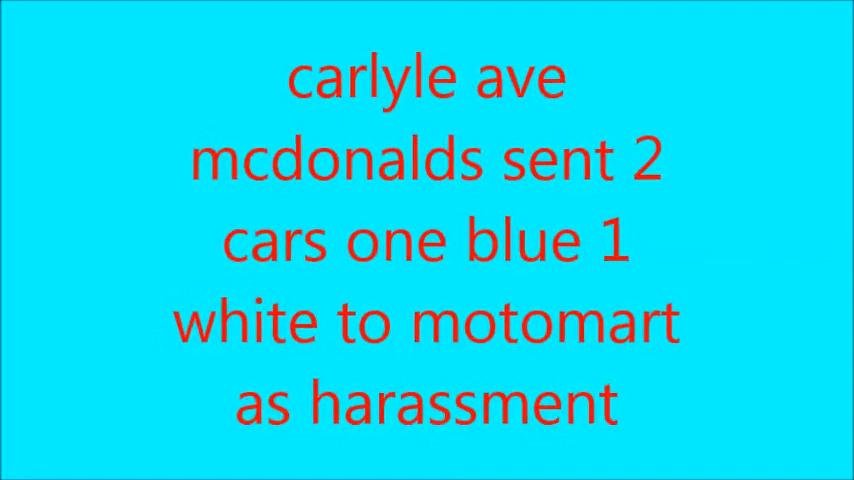 carlyle ave
mcdonalds sent 2
cars one blue 1
white to motomart
as harassment